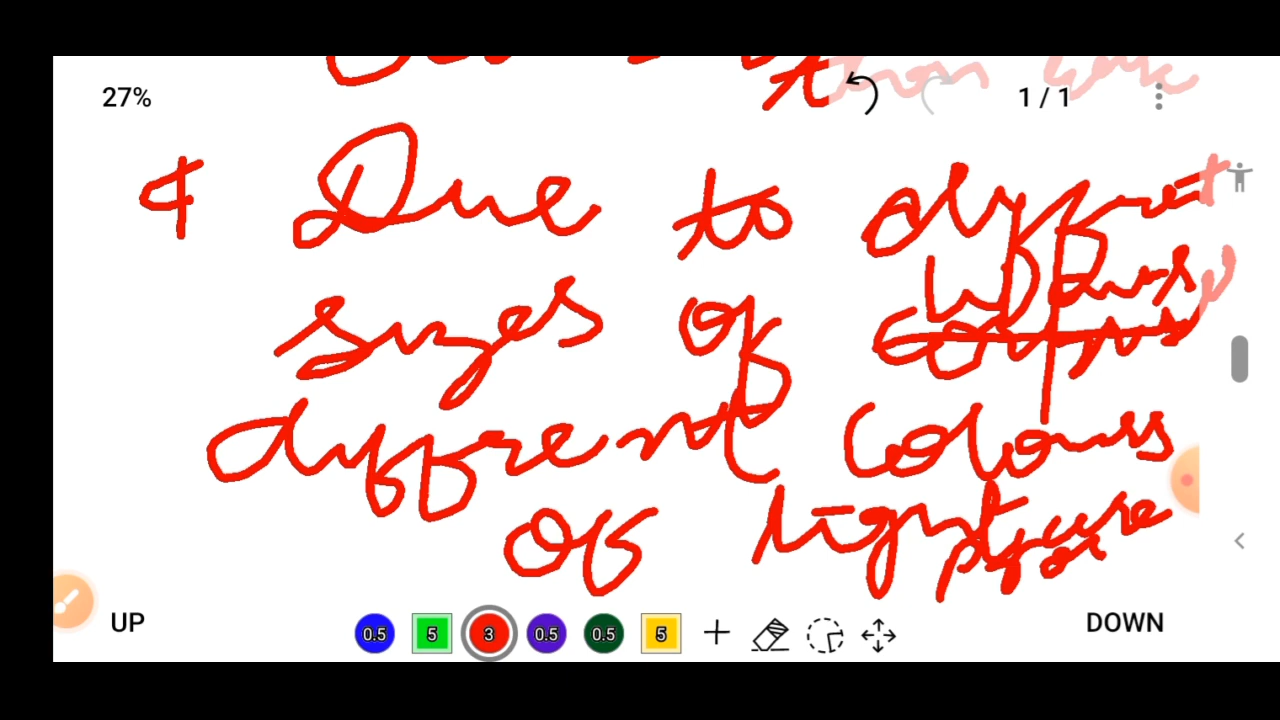 27%
1 / 1
4 Due to different
sizes of
different colours
of light
UP
0.5 5 3 0.5 0.5 5
DOWN